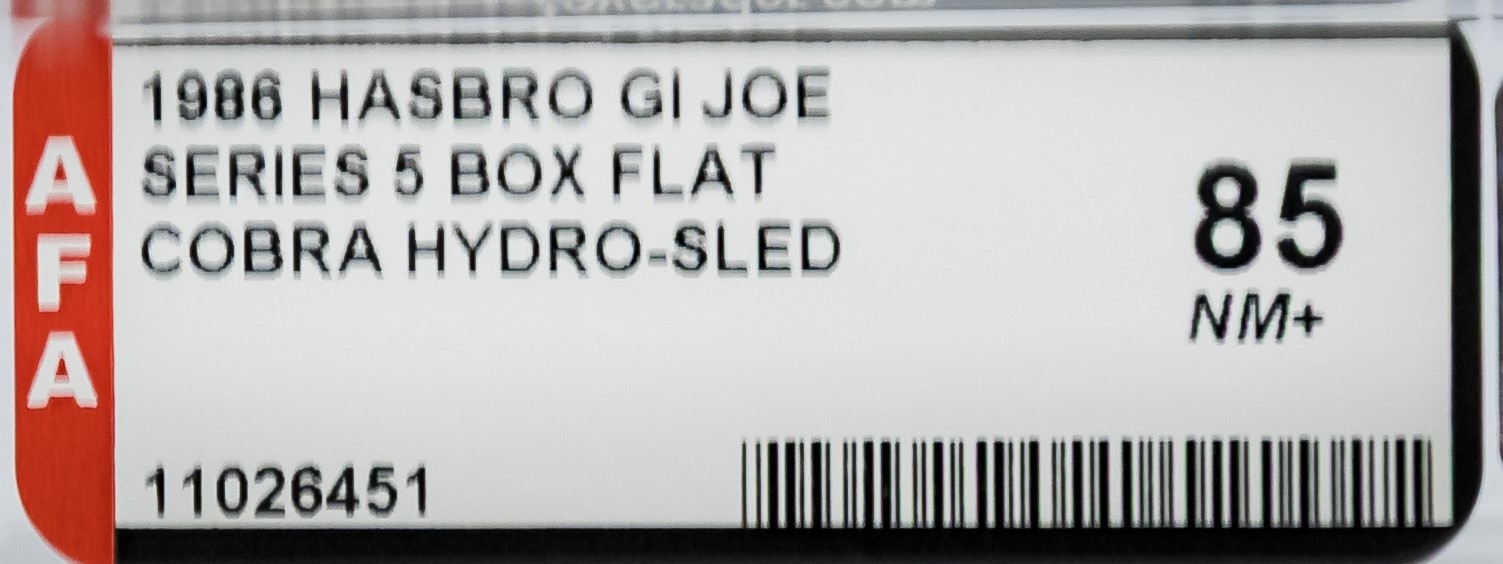 AFA
1986 HASBRO GI JOE
SERIES 5 BOX FLAT
COBRA HYDRO-SLED
85
NM+
11026451